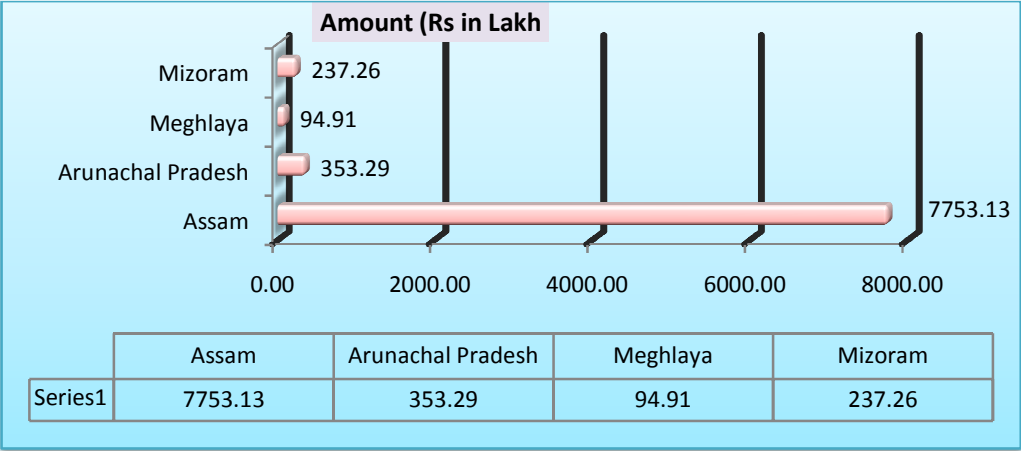 Amount (Rs in Lakh
Mizoram 237.26
Meghlaya 94.91
Arunachal Pradesh 353.29
Assam 7753.13
0.00 2000.00 4000.00 6000.00 8000.00
Assam Arunachal Pradesh Meghlaya Mizoram
Series1 7753.13 353.29 94.91 237.26